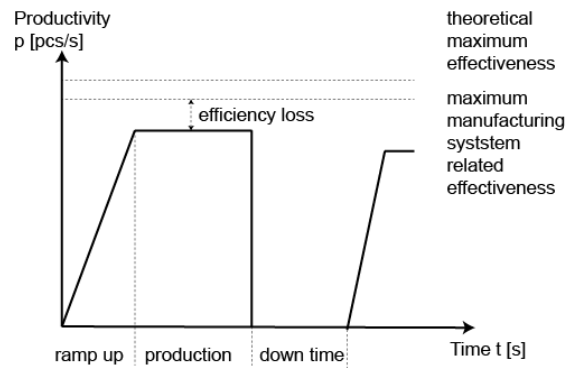 Productivity
p [pcs/s]
theoretical
maximum
effectiveness
maximum
manufacturing
syststem
related
effectiveness
efficiency loss
ramp up
production
down time
Time t [s]